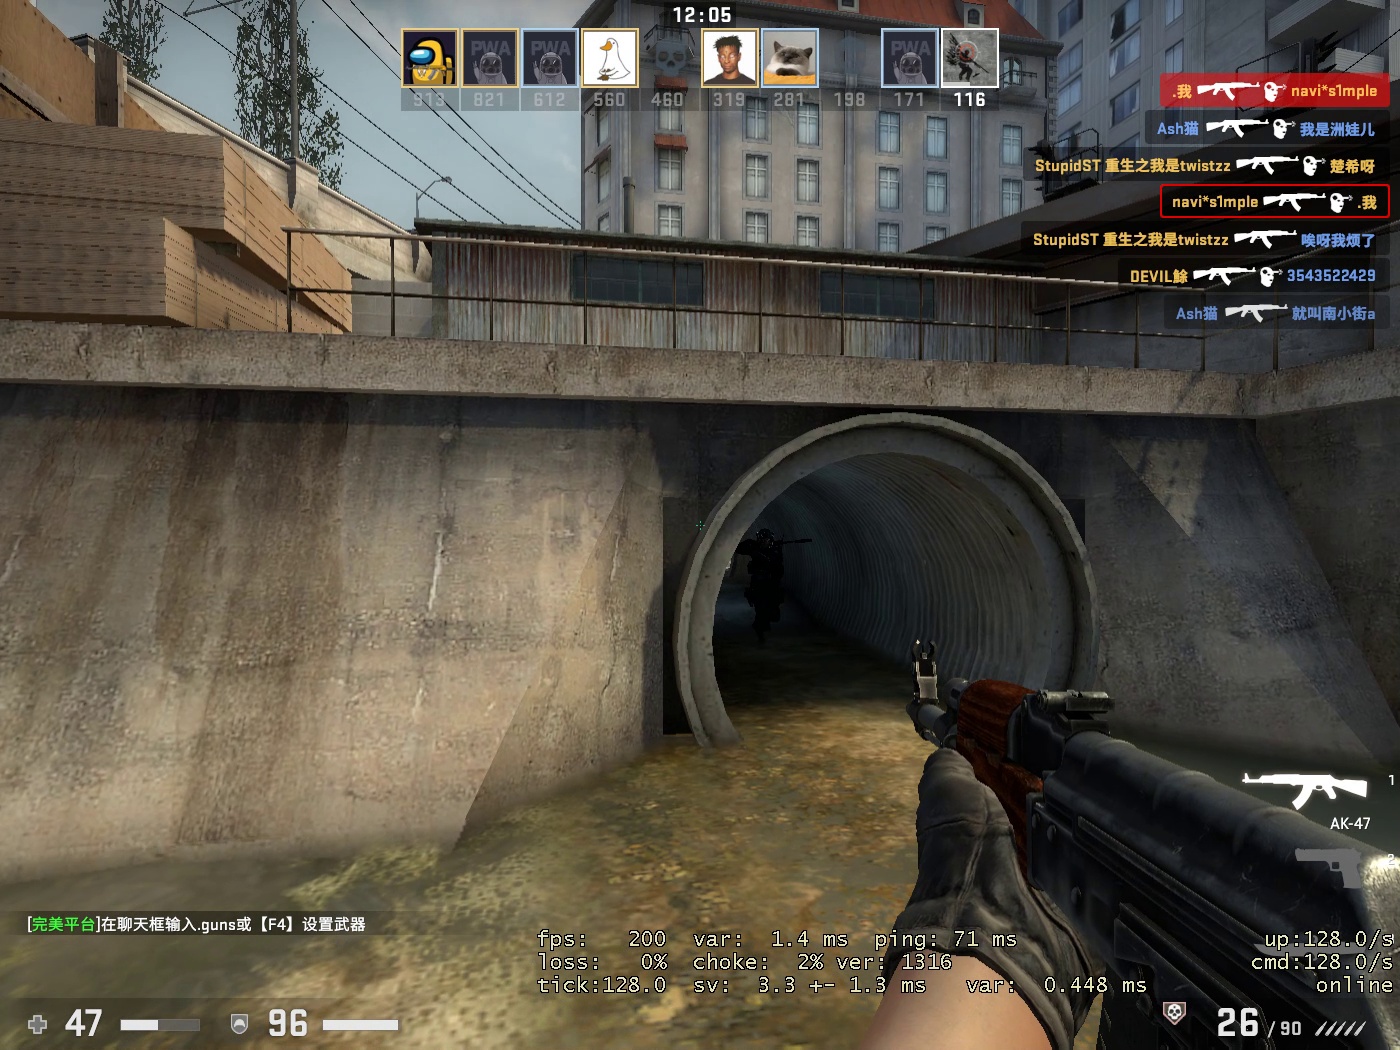 12:05
PWA PWA PWA
913 821 612 560 460 319 281 198 171 116
.我 navi*s1mple
Ash猫 我是洲娃儿
StupidST 重生之我是twistzz 楚希呀
navi*s1mple .我
StupidST 重生之我是twistzz 唉呀我烦了
DEVIL鮽 3543522429
Ash猫 就叫南小街a
1
AK-47
2
[完美平台]在聊天框输入.guns或【F4】设置武器
fps: 200 var: 1.4 ms ping: 71 ms up:128.0/s
loss: 0% choke: 2% ver: 1316 cmd:128.0/s
tick:128.0 sv: 3.3 +- 1.3 ms var: 0.448 ms online
47 96 26 / 90